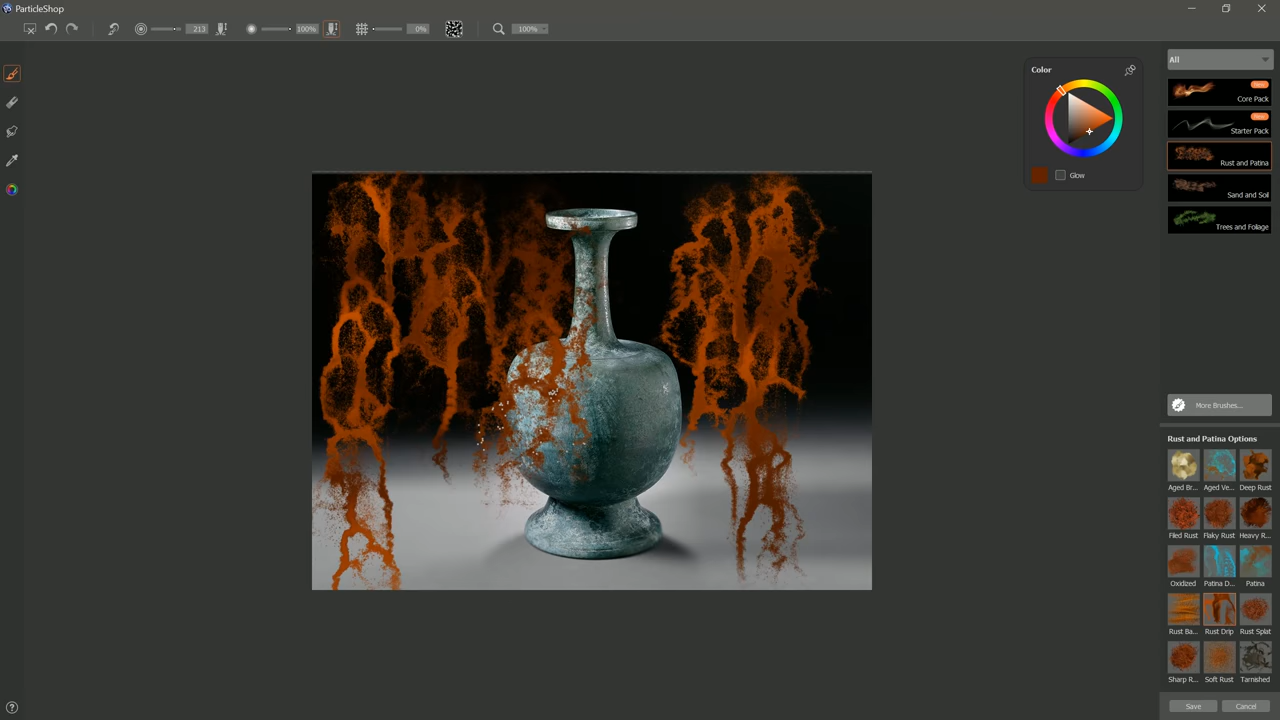 ParticleShop
213
100%
0%
100%
Color
Glow
All
New!
Core Pack
New!
Starter Pack
Rust and Patina
Sand and Soil
Trees and Foliage
More Brushes...
Rust and Patina Options
Aged Br... Aged Ve... Deep Rust
Filed Rust Flaky Rust Heavy R...
Oxidized Patina D... Patina
Rust Ba... Rust Drip Rust Splat
Sharp R... Soft Rust Tarnished
Save Cancel